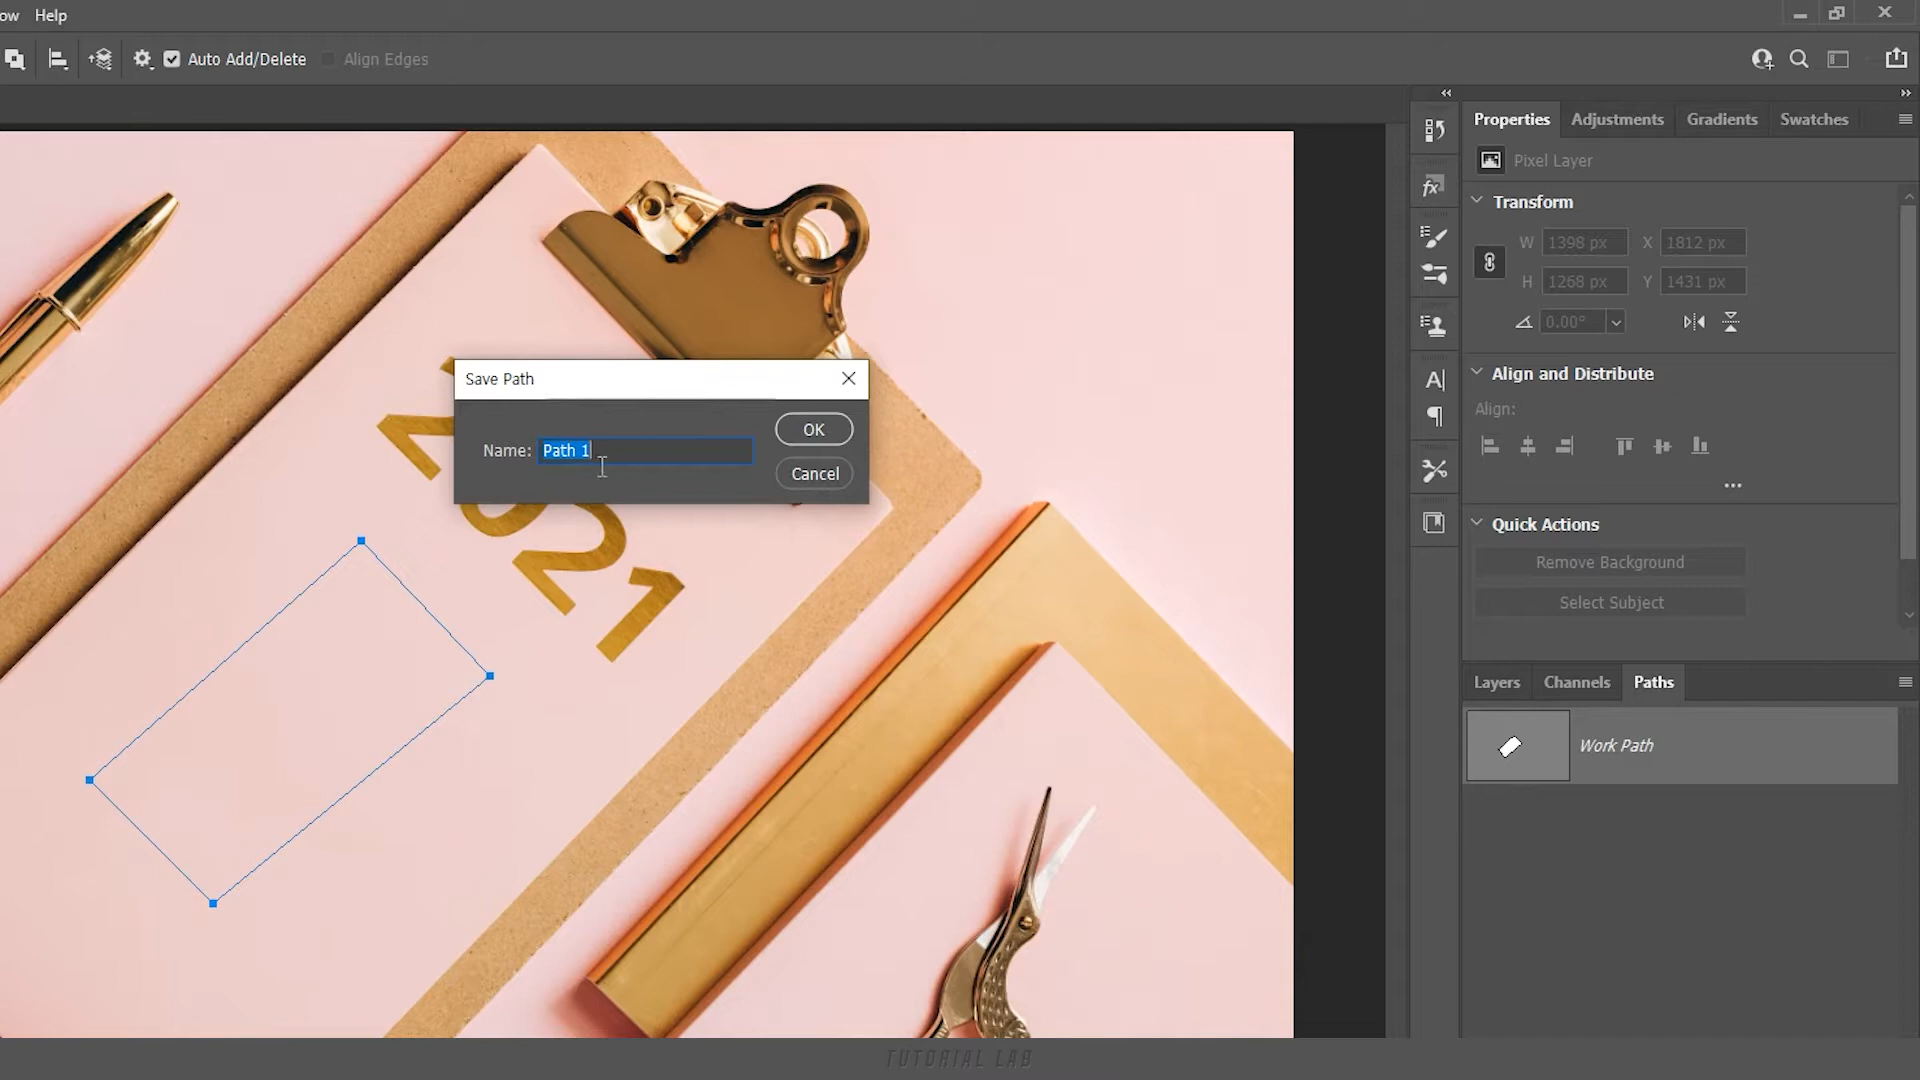 ow Help
Auto Add/Delete Align Edges
Properties Adjustments Gradients Swatches
Pixel Layer
Transform
W 1398 px X 1812 px
H 1268 px Y 1431 px
0.00°
Align and Distribute
Align:
Quick Actions
Remove Background
Select Subject
Layers Channels Paths
Work Path
Save Path
Name: Path 1
OK
Cancel
2021
TUTORIAL LAB